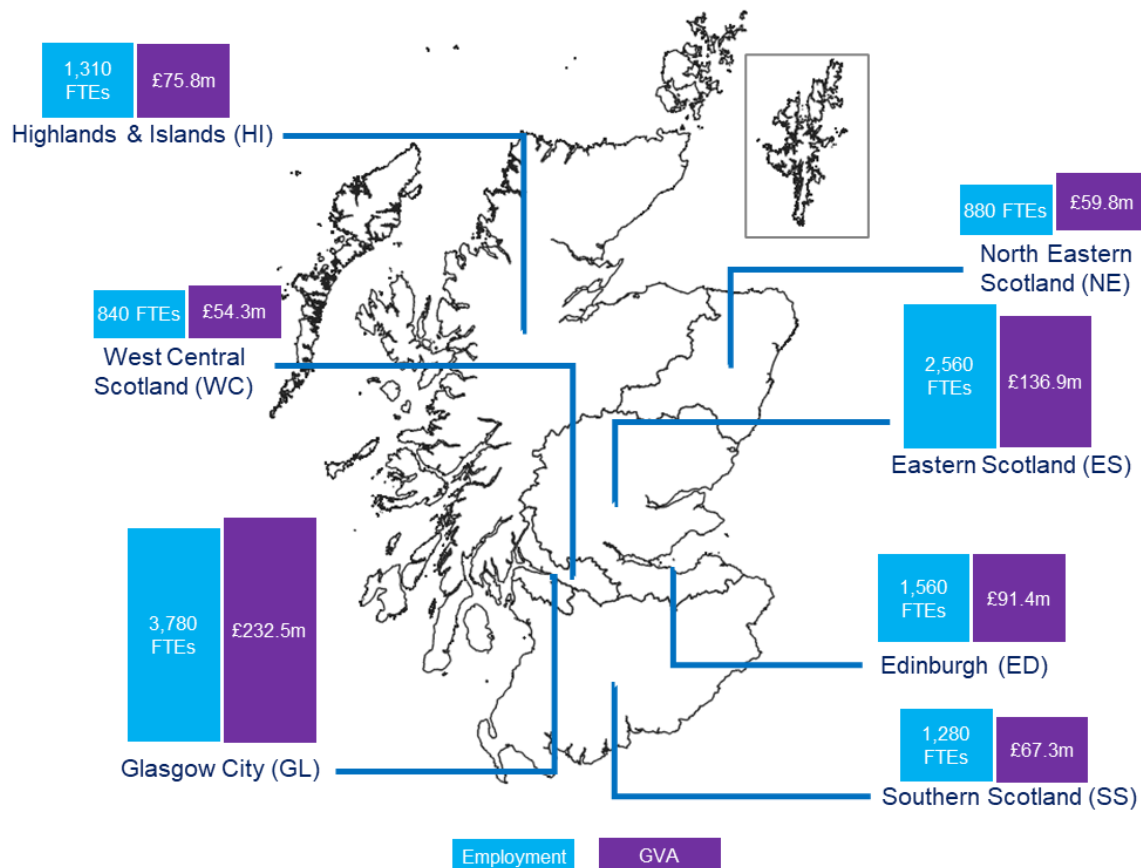 1,310
FTEs
£75.8m
Highlands & Islands (HI)
880 FTEs
£59.8m
North Eastern
Scotland (NE)
840 FTEs
£54.3m
West Central
Scotland (WC)
2,560
FTEs
£136.9m
Eastern Scotland (ES)
3,780
FTEs
£232.5m
Glasgow City (GL)
1,560
FTEs
£91.4m
Edinburgh (ED)
1,280
FTEs
£67.3m
Southern Scotland (SS)
Employment
GVA